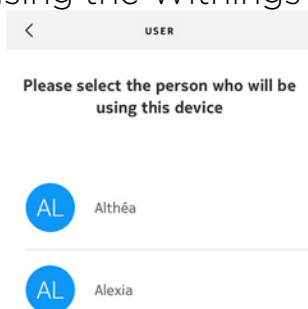 using the Withings
USER
Please select the person who will be
using this device
AL
Althéa
AL
Alexia